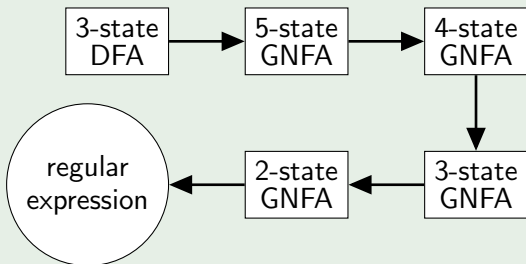 3-state
DFA
5-state
GNFA
4-state
GNFA
regular
expression
2-state
GNFA
3-state
GNFA